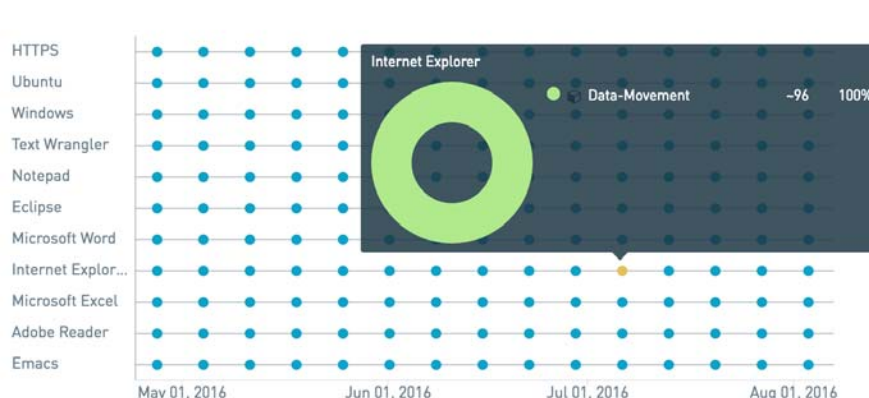 HTTPS
Ubuntu
Windows
Text Wrangler
Notepad
Eclipse
Microsoft Word
Internet Explor...
Microsoft Excel
Adobe Reader
Emacs
Internet Explorer
Data-Movement ~96 100%
May 01, 2016 Jun 01, 2016 Jul 01, 2016 Aug 01, 2016